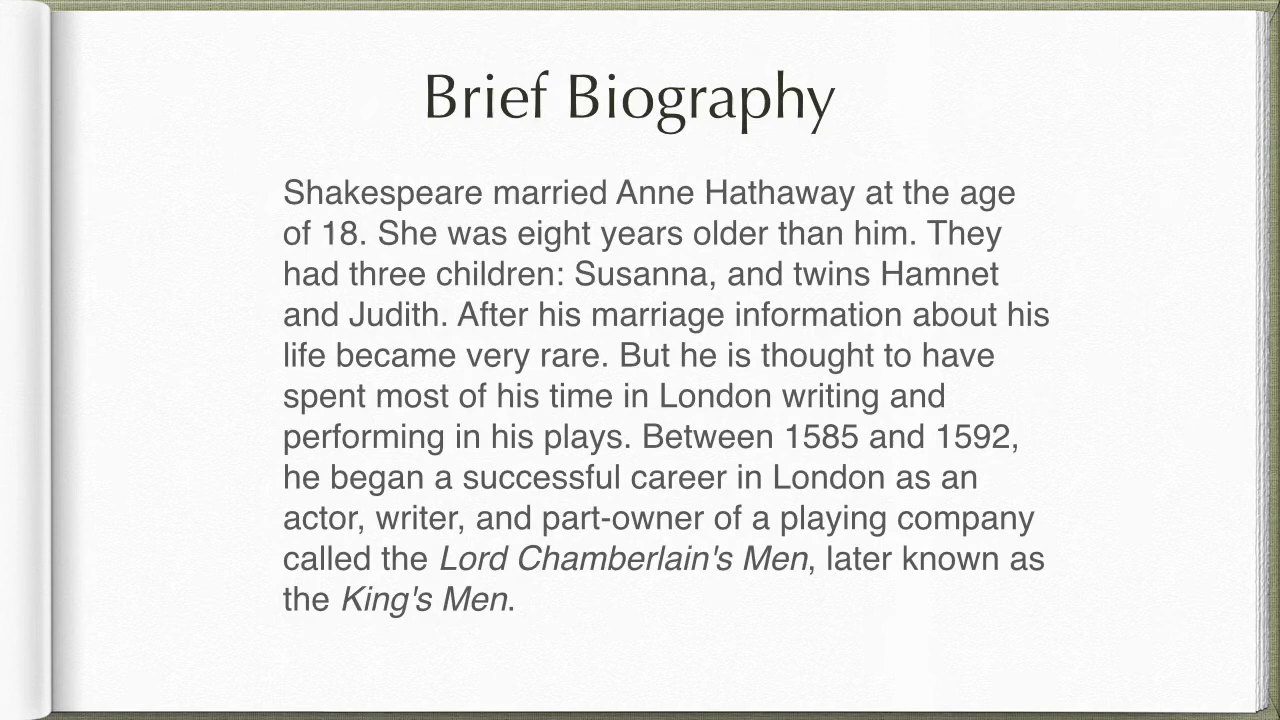 Brief Biography
Shakespeare married Anne Hathaway at the age
of 18. She was eight years older than him. They
had three children: Susanna, and twins Hamnet
and Judith. After his marriage information about his
life became very rare. But he is thought to have
spent most of his time in London writing and
performing in his plays. Between 1585 and 1592,
he began a successful career in London as an
actor, writer, and part-owner of a playing company
called the Lord Chamberlain's Men, later known as
the King's Men.